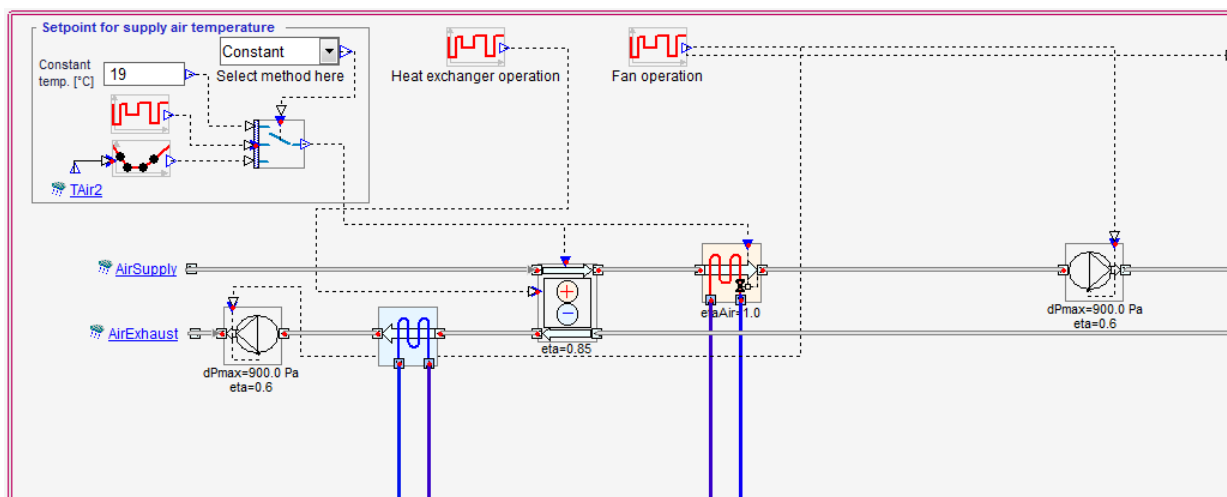 Setpoint for supply air temperature
Constant
Select method here
Constant
temp. [°C]
19
TAir2
Heat exchanger operation
Fan operation
AirSupply
AirExhaust
dPmax=900.0 Pa
eta=0.6
eta=0.85
etaAir=1.0
dPmax=900.0 Pa
eta=0.6